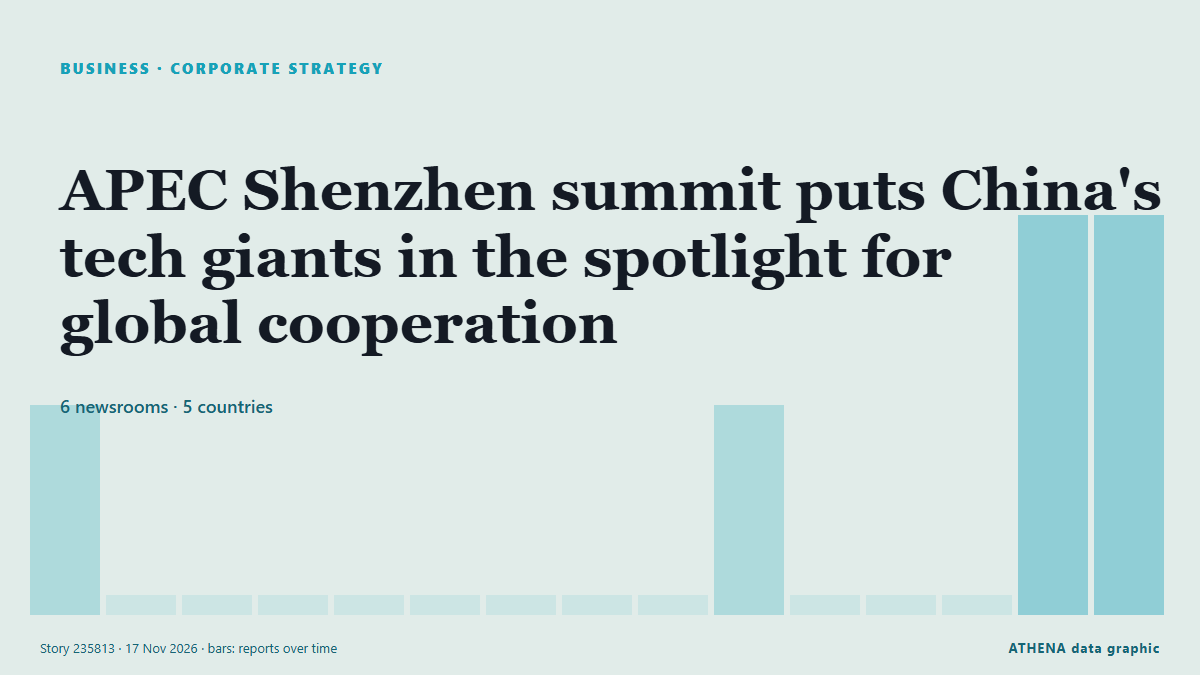 BUSINESS · CORPORATE STRATEGY
APEC Shenzhen summit puts China's
tech giants in the spotlight for
global cooperation
6 newsrooms · 5 countries
Story 235813 · 17 Nov 2026 · bars: reports over time
ATHENA data graphic